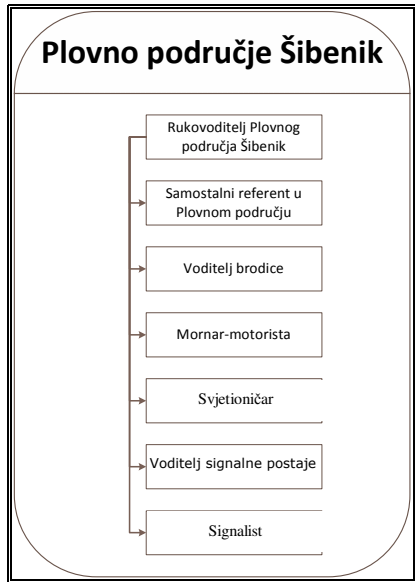 Plovno područje Šibenik
Rukovoditelj Plovnog
područja Šibenik
Samostalni referent u
Plovnom području
Voditelj brodice
Mornar-motorista
Svjetioničar
Voditelj signalne postaje
Signalist